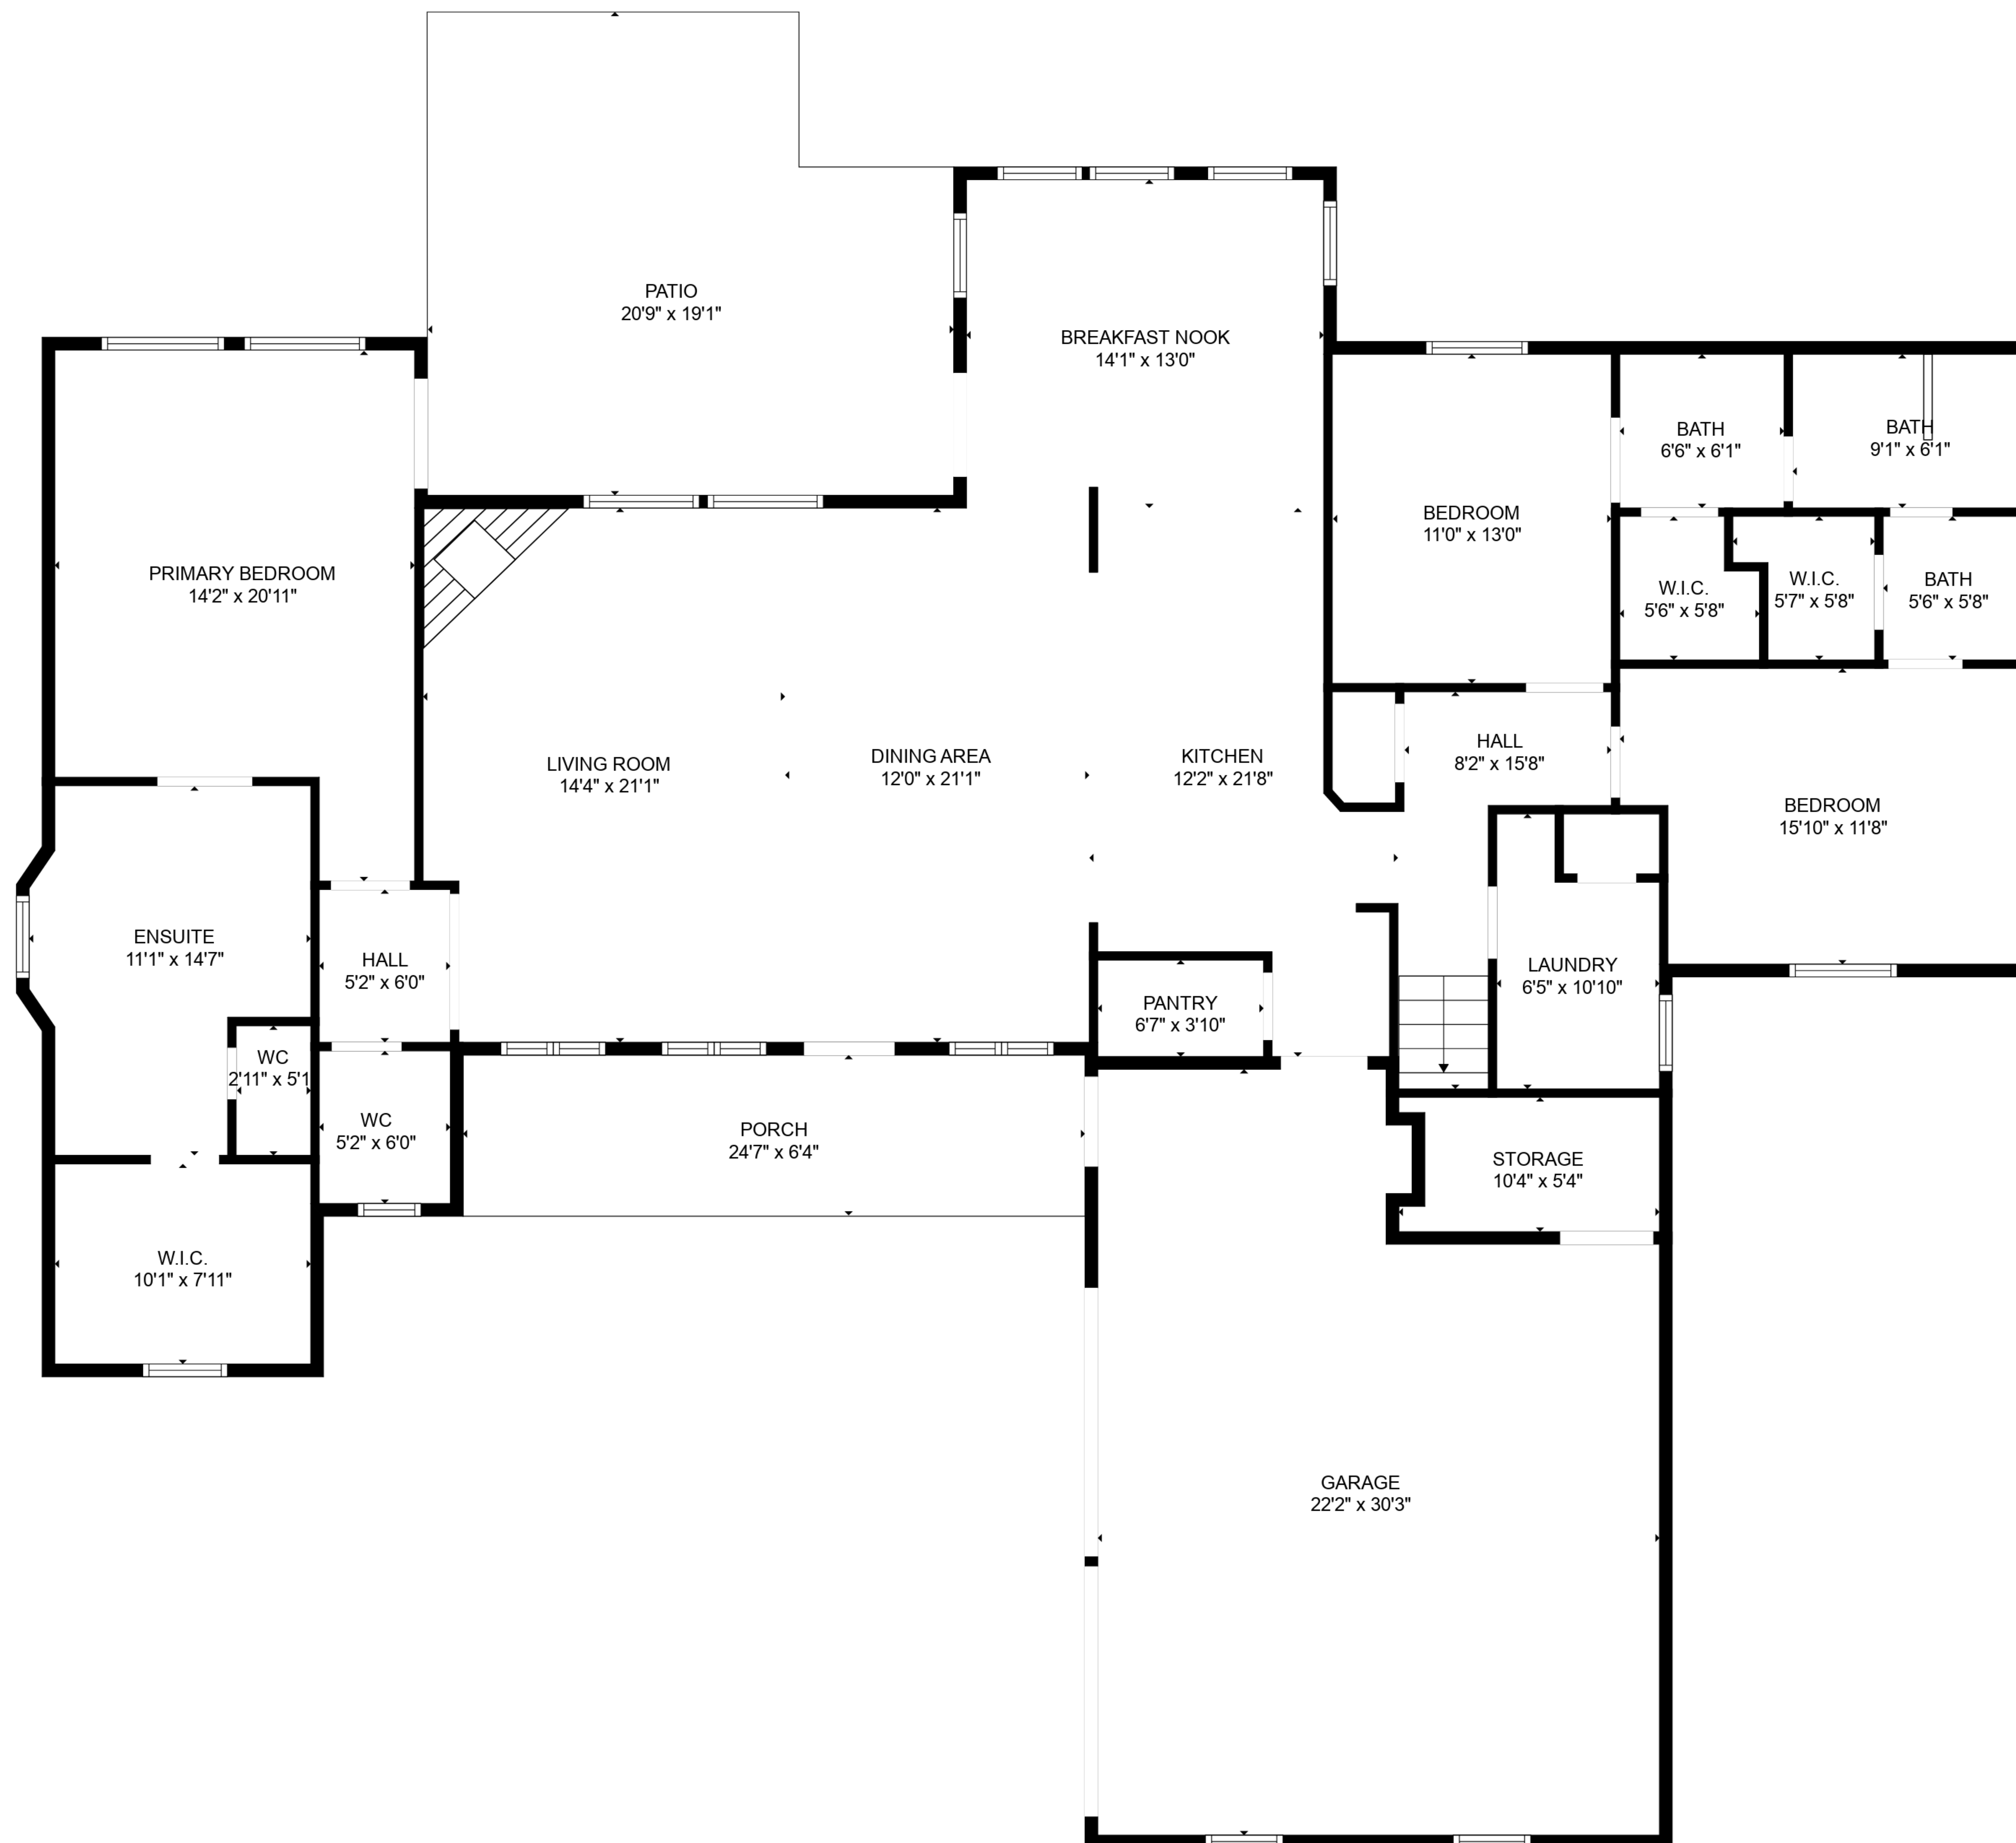 PATIO
20'9" x 19'1"
BREAKFAST NOOK
14'1" x 13'0"
BATH
6'6" x 6'1"
BATH
9'1" x 6'1"
BEDROOM
11'0" x 13'0"
PRIMARY BEDROOM
14'2" x 20'11"
W.I.C.
5'6" x 5'8"
W.I.C.
5'7" x 5'8"
BATH
5'6" x 5'8"
LIVING ROOM
14'4" x 21'1"
DINING AREA
12'0" x 21'1"
KITCHEN
12'2" x 21'8"
HALL
8'2" x 15'8"
BEDROOM
15'10" x 11'8"
ENSUITE
11'1" x 14'7"
HALL
5'2" x 6'0"
LAUNDRY
6'5" x 10'10"
PANTRY
6'7" x 3'10"
WC
2'11" x 5'1
WC
5'2" x 6'0"
PORCH
24'7" x 6'4"
STORAGE
10'4" x 5'4"
W.I.C.
10'1" x 7'11"
GARAGE
22'2" x 30'3"